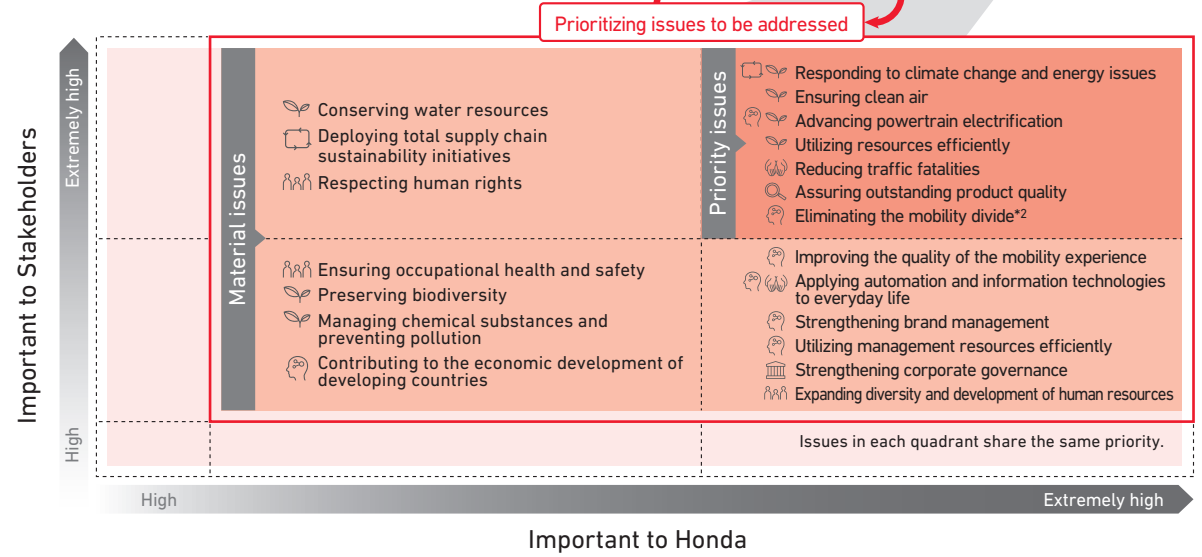 Prioritizing issues to be addressed
Important to Stakeholders
Extremely high
High
Material issues
Conserving water resources
Deploying total supply chain
sustainability initiatives
Respecting human rights
Priority issues
Responding to climate change and energy issues
Ensuring clean air
Advancing powertrain electrification
Utilizing resources efficiently
Reducing traffic fatalities
Assuring outstanding product quality
Eliminating the mobility divide*2
Ensuring occupational health and safety
Preserving biodiversity
Managing chemical substances and
preventing pollution
Contributing to the economic development of
developing countries
Improving the quality of the mobility experience
Applying automation and information technologies
to everyday life
Strengthening brand management
Utilizing management resources efficiently
Strengthening corporate governance
Expanding diversity and development of human resources
Issues in each quadrant share the same priority.
High
Extremely high
Important to Honda